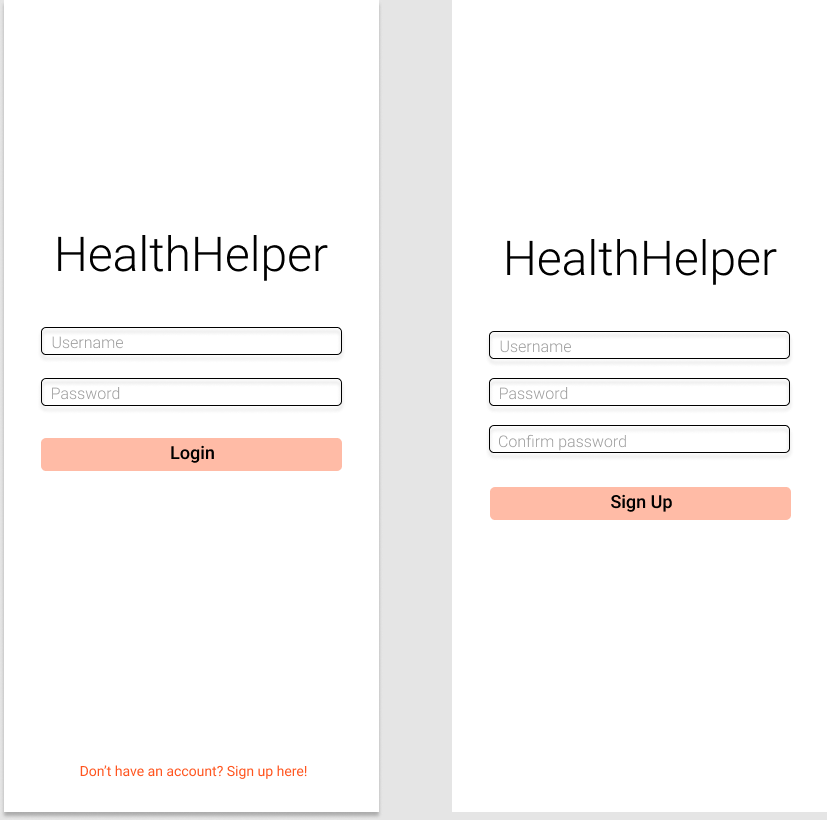 HealthHelper
Username
Password
Login
Don't have an account? Sign up here!
HealthHelper
Username
Password
Confirm password
Sign Up